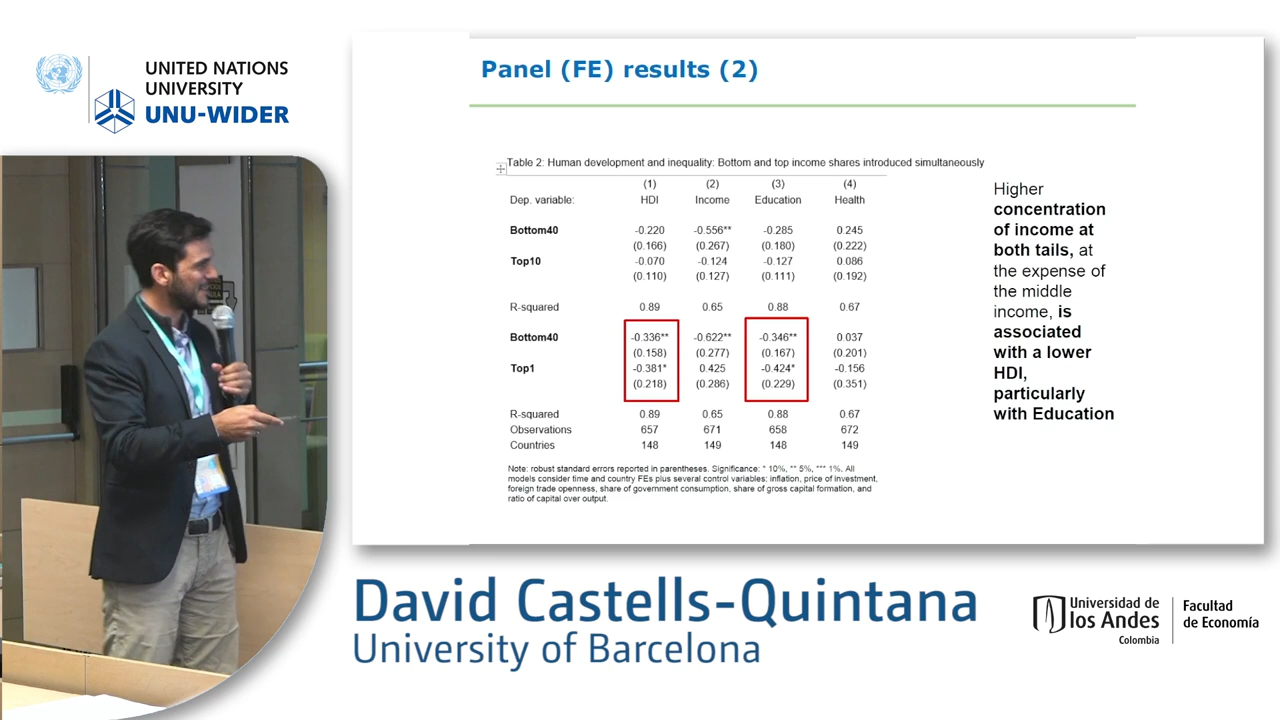 UNITED NATIONS
UNIVERSITY
UNU-WIDER
Panel (FE) results (2)
Table 2: Human development and inequality: Bottom and top income shares introduced simultaneously
(1) (2) (3) (4)
Dep. variable: HDI Income Education Health
Bottom40 -0.220 -0.556** -0.285 0.245
(0.166) (0.267) (0.180) (0.222)
Top10 -0.070 -0.124 -0.127 0.086
(0.110) (0.127) (0.111) (0.192)
R-squared 0.89 0.65 0.88 0.67
Bottom40 -0.336** -0.622** -0.346** 0.037
(0.158) (0.277) (0.167) (0.201)
Top1 -0.381* 0.425 -0.424* -0.156
(0.218) (0.286) (0.229) (0.351)
R-squared 0.89 0.65 0.88 0.67
Observations 657 671 658 672
Countries 148 149 148 149
Note: robust standard errors reported in parentheses. Significance: * 10%, ** 5%, *** 1%. All
models consider time and country FEs plus several control variables: inflation, price of investment,
foreign trade openness, share of government consumption, share of gross capital formation, and
ratio of capital over output.
Higher
concentration
of income at
both tails, at
the expense of
the middle
income, is
associated
with a lower
HDI,
particularly
with Education
David Castells-Quintana
University of Barcelona
Universidad de
los Andes
Colombia
Facultad
de Economía